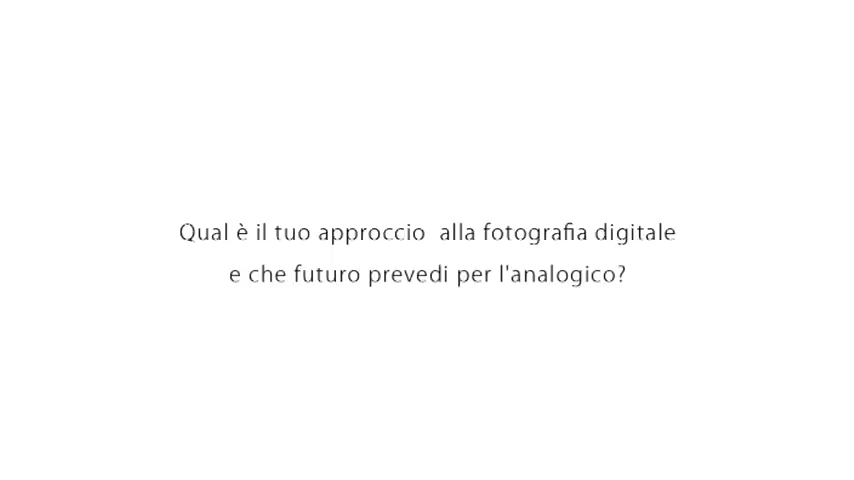 Qual è il tuo approccio alla fotografia digitale
e che futuro prevedi per l'analogico?